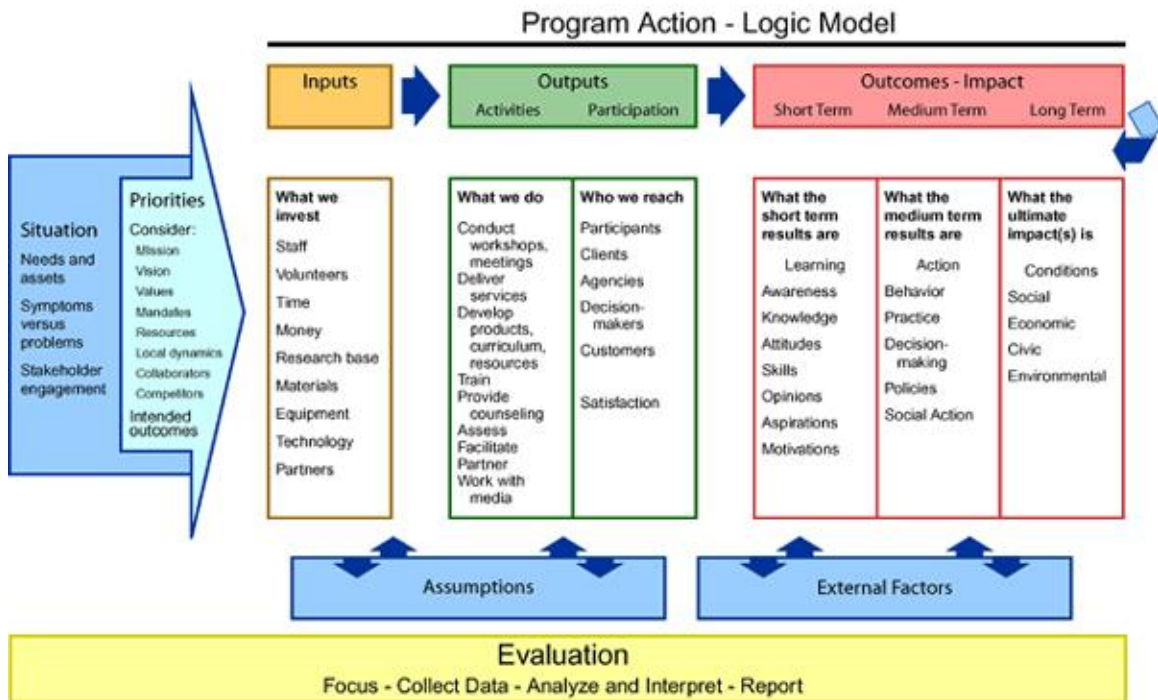 Program Action - Logic Model
Inputs
Outputs
Activities Participation
Outcomes - Impact
Short Term Medium Term Long Term
Situation
Needs and
assets
Symptoms
versus
problems
Stakeholder
engagement
Priorities
Consider:
Mission
Vision
Values
Mandates
Resources
Local dynamics
Collaborators
Competitors
Intended
outcomes
What we
invest
Staff
Volunteers
Time
Money
Research base
Materials
Equipment
Technology
Partners
What we do
Conduct
workshops,
meetings
Deliver
services
Develop
products,
curriculum,
resources
Train
Provide
counseling
Assess
Facilitate
Partner
Work with
media
Who we reach
Participants
Clients
Agencies
Decision-
makers
Customers
Satisfaction
What the
short term
results are
Learning
Awareness
Knowledge
Attitudes
Skills
Opinions
Aspirations
Motivations
What the
medium term
results are
Action
Behavior
Practice
Decision-
making
Policies
Social Action
What the
ultimate
impact(s) is
Conditions
Social
Economic
Civic
Environmental
Assumptions
External Factors
Evaluation
Focus - Collect Data - Analyze and Interpret - Report